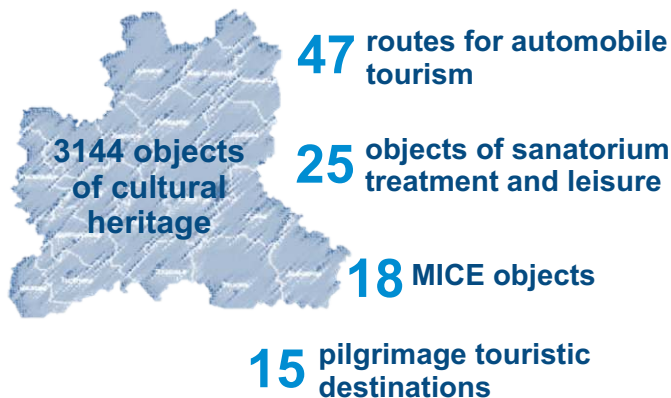 47 routes for automobile
tourism
3144 objects
of cultural
heritage
25 objects of sanatorium
treatment and leisure
18 MICE objects
15 pilgrimage touristic
destinations